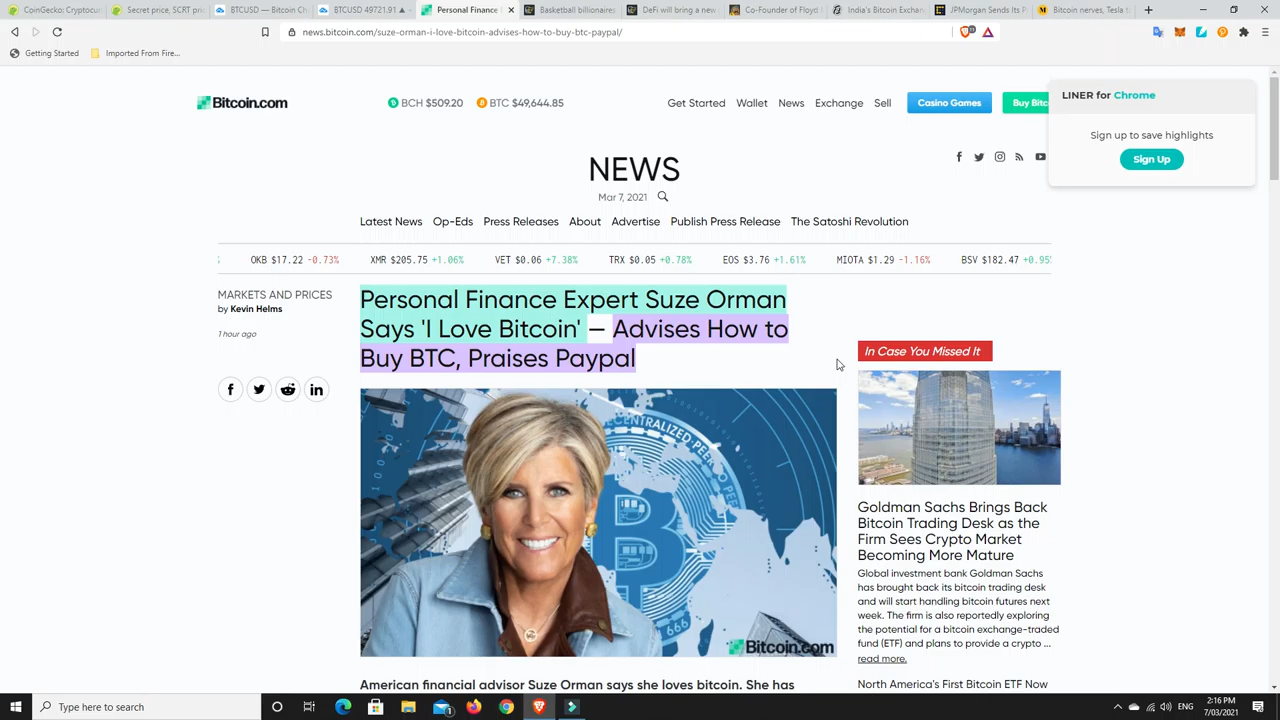 CoinGecko: Cryptocur
Secret price, SCRT pri
BTCUSD — Bitcoin Ch
BTCUSD 49721.91 ▲
Personal Finance
Basketball billionaires
DeFi will bring a new
Co-Founder of Floyd
India's Bitcoin Exchan
JPMorgan Sends Its P
Bitcoin nerves, Tesla t
news.bitcoin.com/suze-orman-i-love-bitcoin-advises-how-to-buy-btc-paypal/
Getting Started
Imported From Fire...
Bitcoin.com
BCH $509.20
BTC $49,644.85
Get Started
Wallet
News
Exchange
Sell
Casino Games
Buy Bitc
LINER for Chrome
Sign up to save highlights
Sign Up
NEWS
Mar 7, 2021
Latest News
Op-Eds
Press Releases
About
Advertise
Publish Press Release
The Satoshi Revolution
OKB $17.22 -0.73%
XMR $205.75 +1.06%
VET $0.06 +7.38%
TRX $0.05 +0.78%
EOS $3.76 +1.61%
MIOTA $1.29 -1.16%
BSV $182.47 +0.95%
MARKETS AND PRICES
by Kevin Helms
1 hour ago
Personal Finance Expert Suze Orman
Says 'I Love Bitcoin' — Advises How to
Buy BTC, Praises Paypal
Bitcoin.com
American financial advisor Suze Orman says she loves bitcoin. She has
In Case You Missed It
Goldman Sachs Brings Back
Bitcoin Trading Desk as the
Firm Sees Crypto Market
Becoming More Mature
Global investment bank Goldman Sachs
has brought back its bitcoin trading desk
and will start handling bitcoin futures next
week. The firm is also reportedly exploring
the potential for a bitcoin exchange-traded
fund (ETF) and plans to provide a crypto ...
read more.
North America's First Bitcoin ETF Now
Type here to search
ENG
2:16 PM
7/03/2021